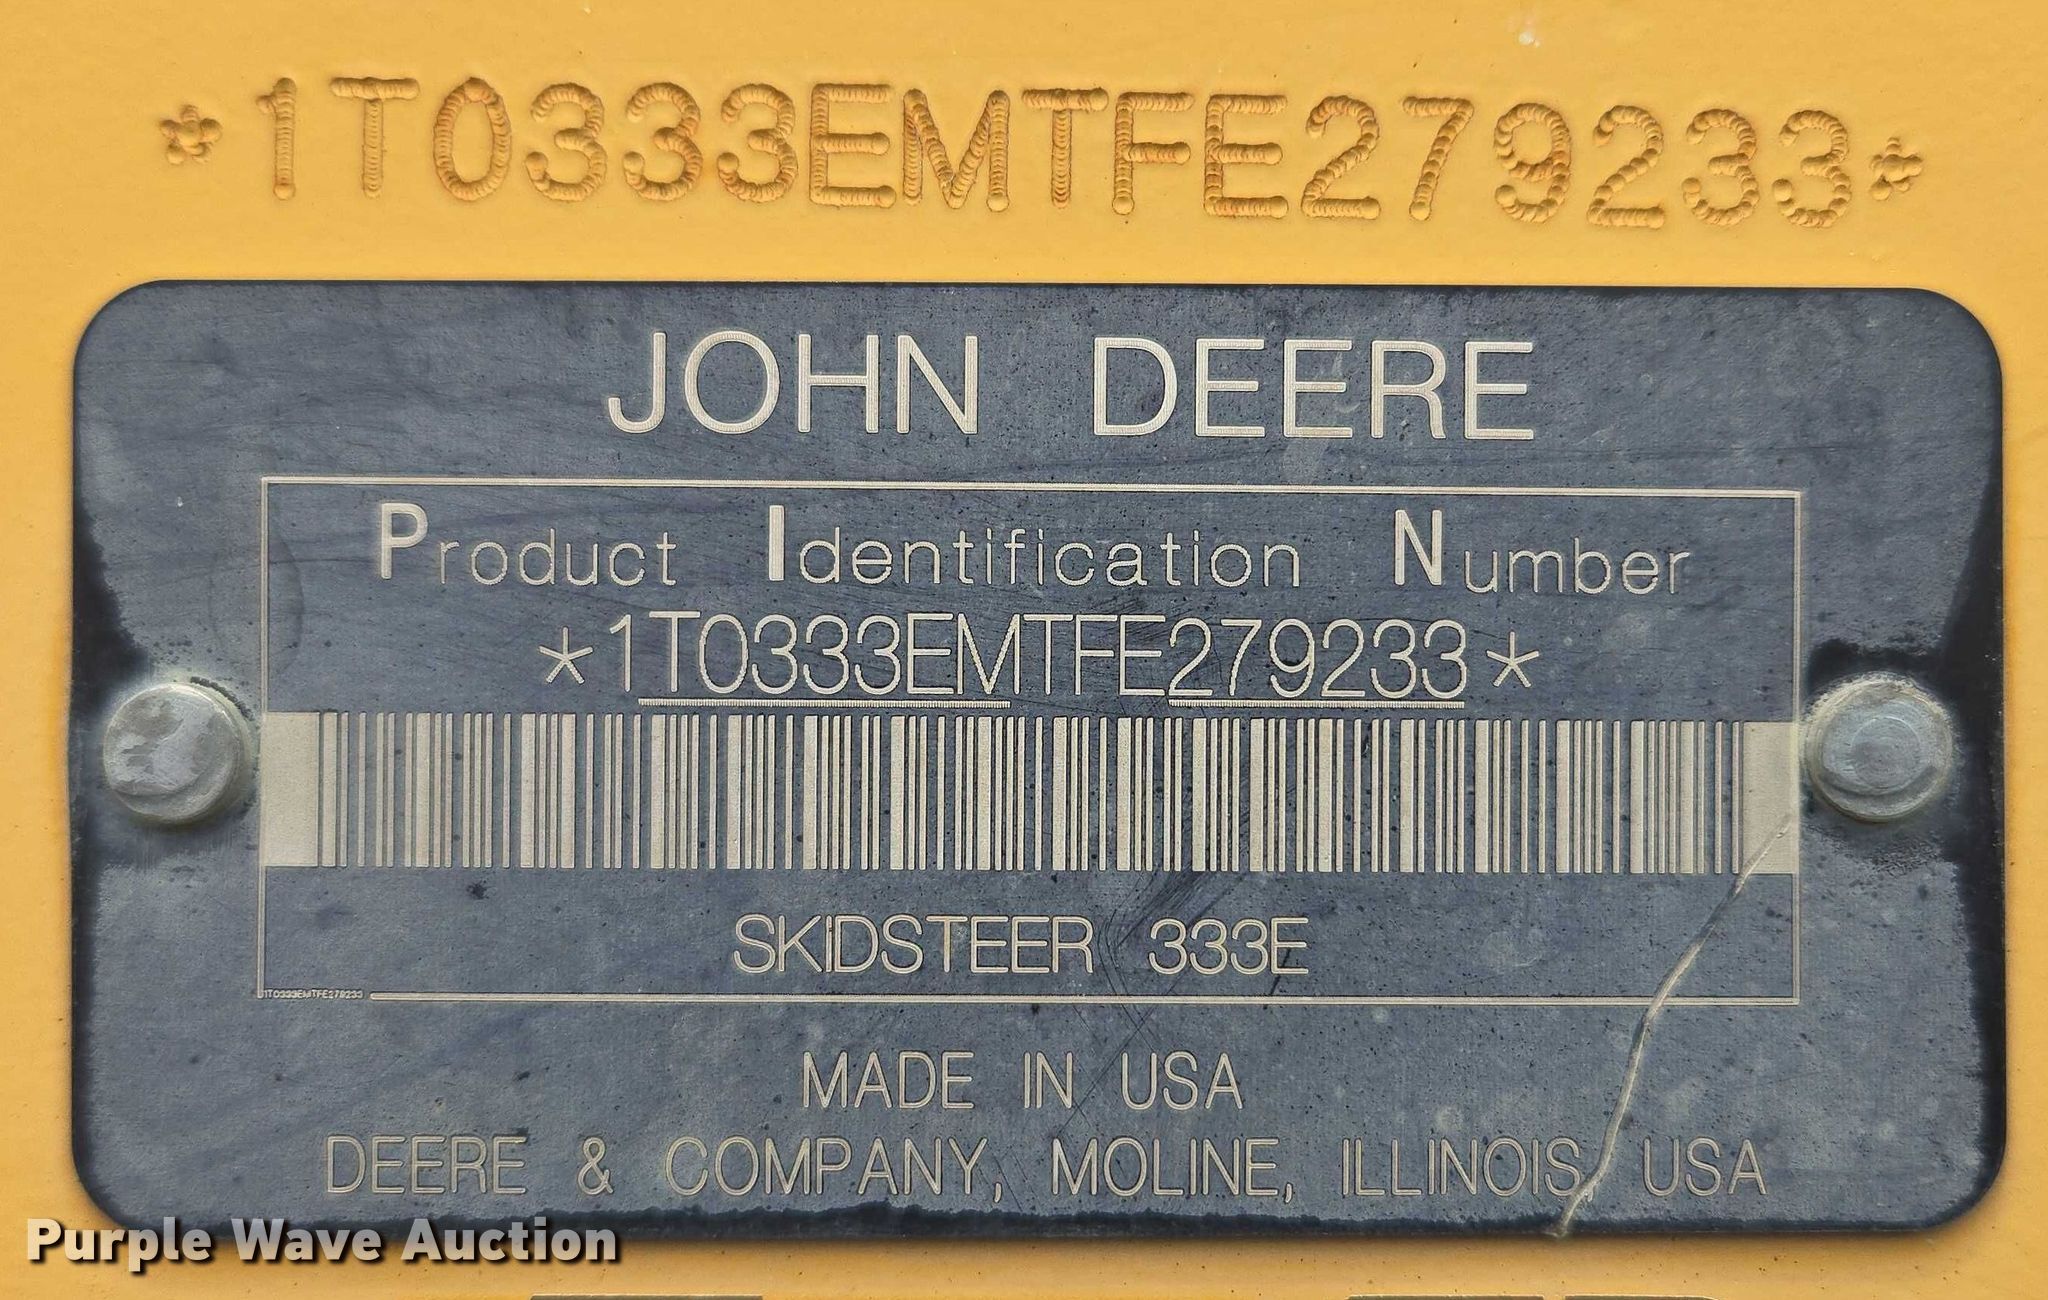 *1T0333EMTFE279233*
JOHN DEERE
Product Identification Number
*1T0333EMTFE279233*
SKIDSTEER 333E
1T0333EMTFE279233
MADE IN USA
DEERE & COMPANY, MOLINE, ILLINOIS USA
Purple Wave Auction